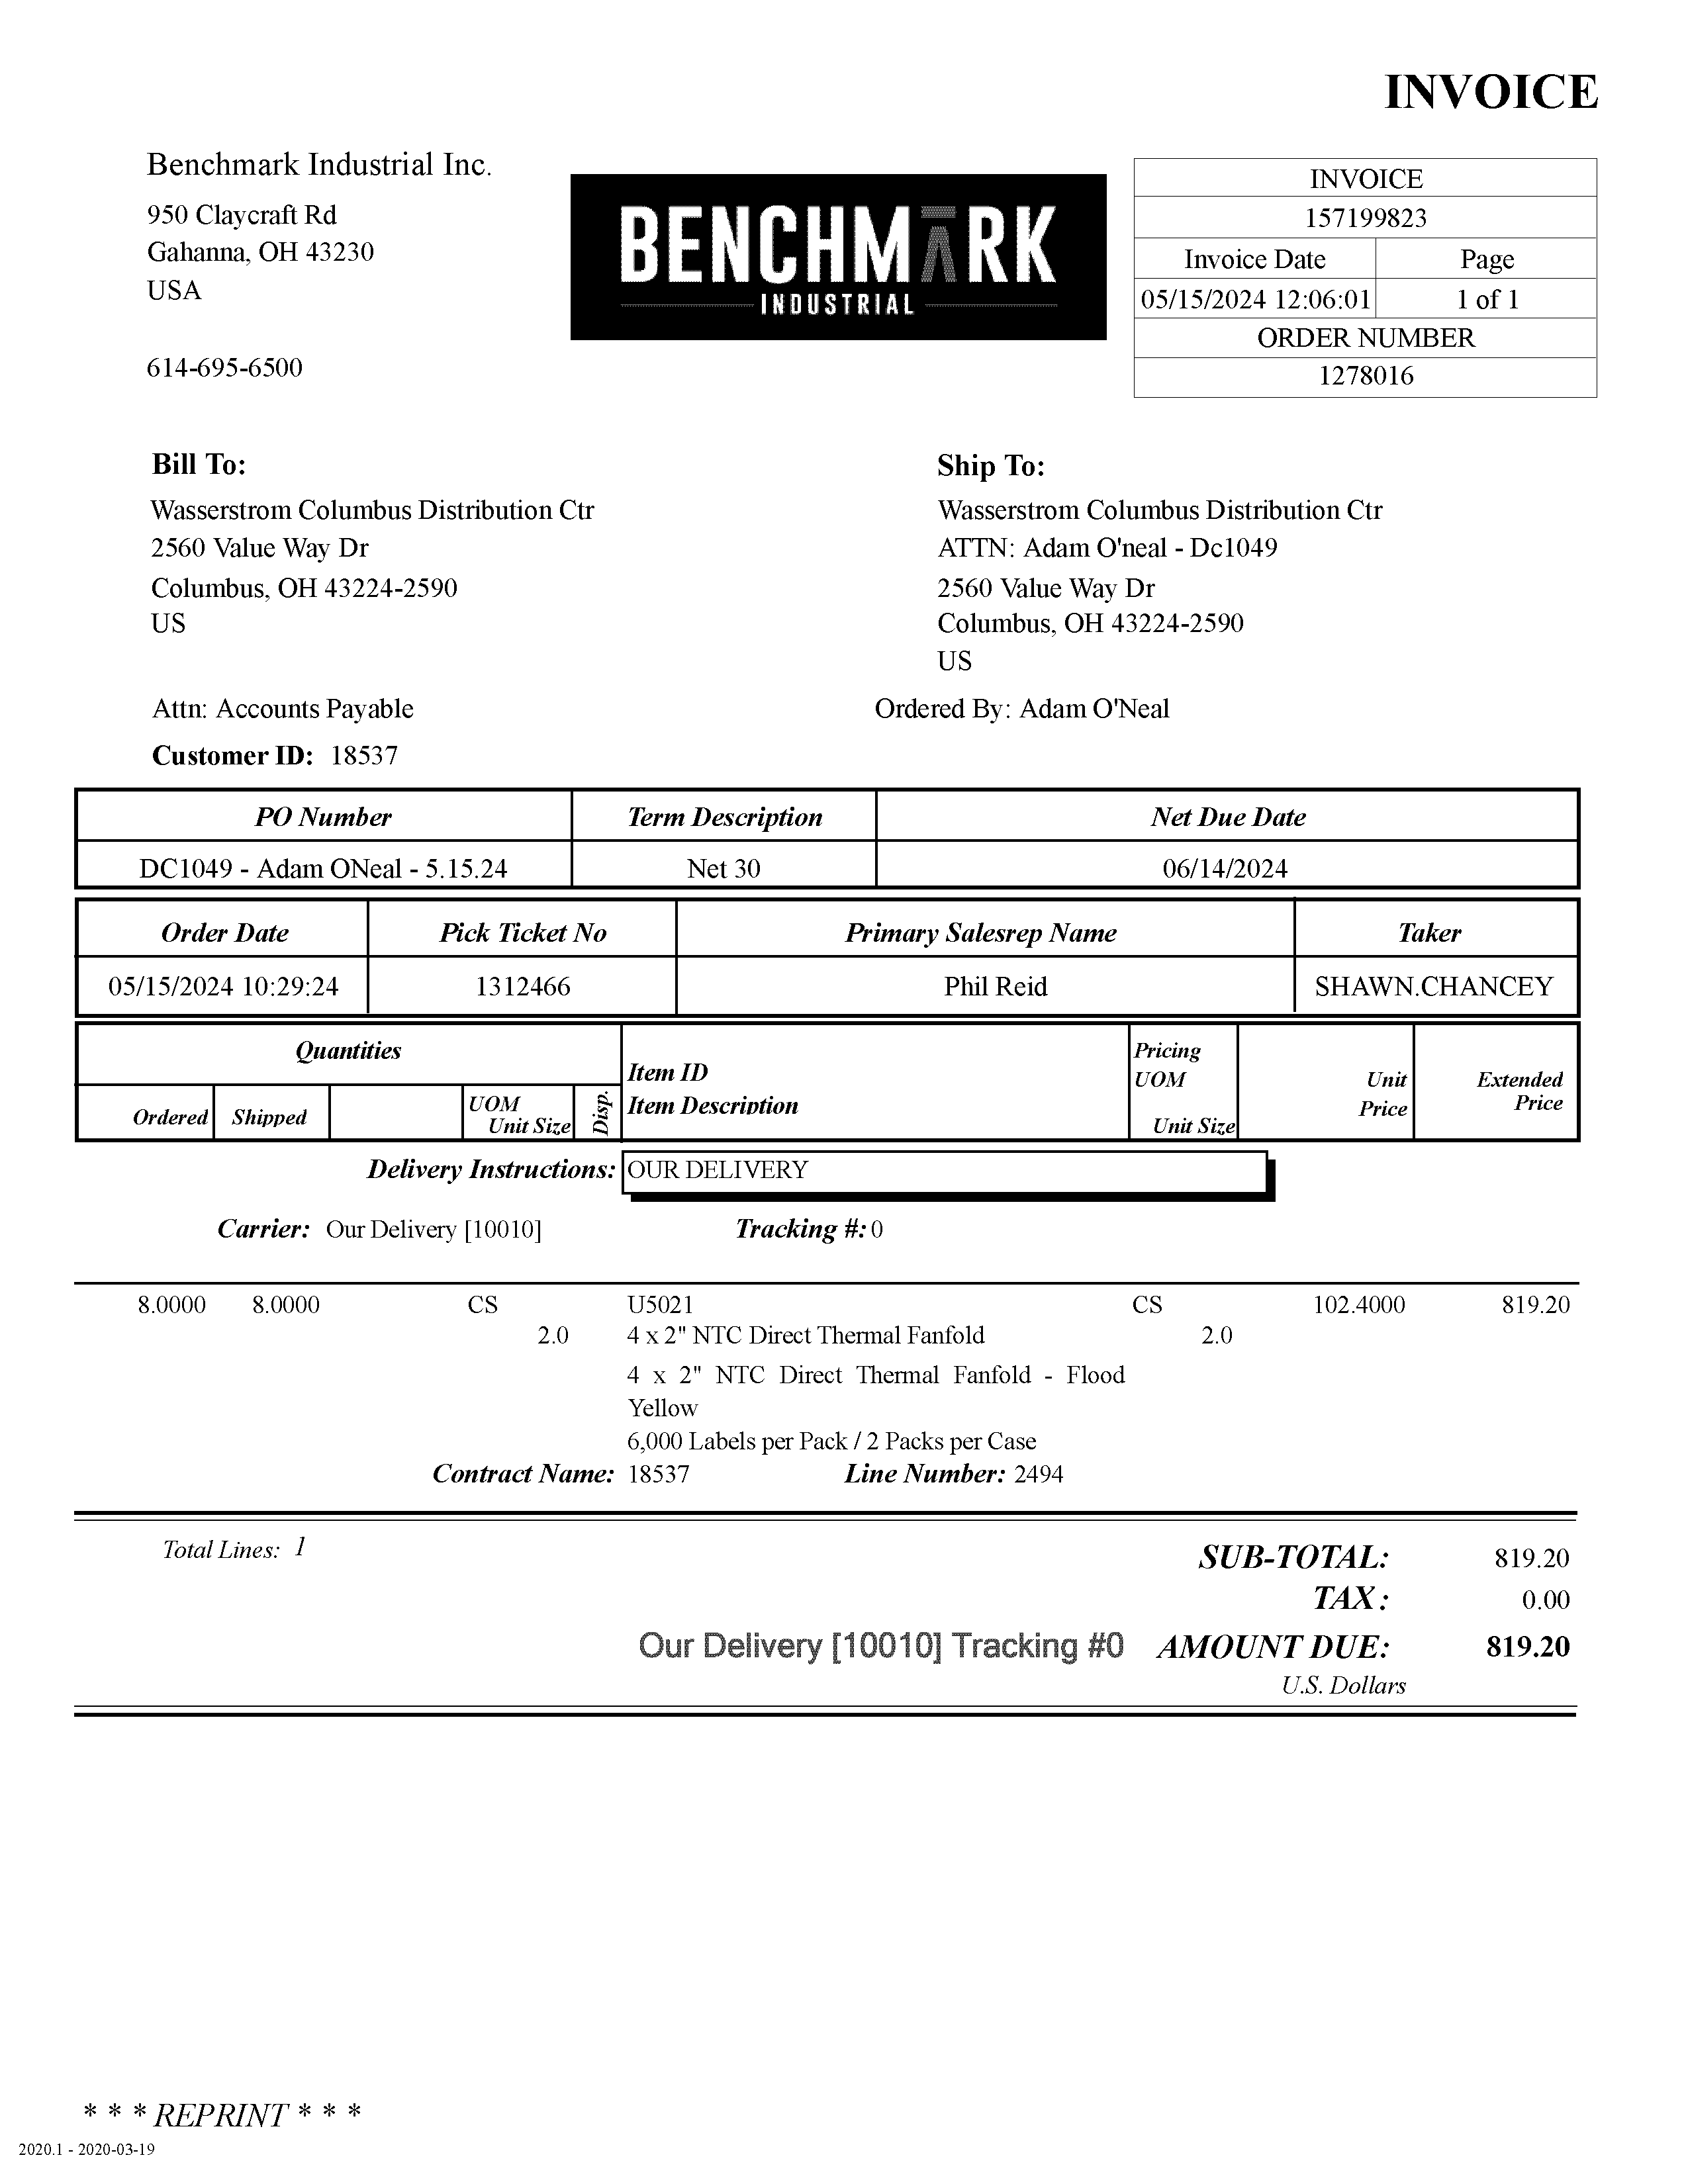 INVOICE
Benchmark Industrial Inc.
950 Claycraft Rd
Gahanna, OH 43230
USA
614-695-6500
BENCHMARK
INDUSTRIAL
INVOICE
157199823
Invoice Date Page
05/15/2024 12:06:01 1 of 1
ORDER NUMBER
1278016
Bill To:
Wasserstrom Columbus Distribution Ctr
2560 Value Way Dr
Columbus, OH 43224-2590
US
Attn: Accounts Payable
Customer ID: 18537
Ship To:
Wasserstrom Columbus Distribution Ctr
ATTN: Adam O'neal - Dc1049
2560 Value Way Dr
Columbus, OH 43224-2590
US
Ordered By: Adam O'Neal
PO Number Term Description Net Due Date
DC1049 - Adam ONeal - 5.15.24 Net 30 06/14/2024
Order Date Pick Ticket No Primary Salesrep Name Taker
05/15/2024 10:29:24 1312466 Phil Reid SHAWN.CHANCEY
Quantities
Ordered Shipped UOM Unit Size Disp.
Item ID
Item Description
Pricing UOM Unit Size
Unit Price
Extended Price
Delivery Instructions: OUR DELIVERY
Carrier: Our Delivery [10010] Tracking #: 0
8.0000 8.0000 CS U5021 CS 102.4000 819.20
2.0 4 x 2" NTC Direct Thermal Fanfold 2.0
4 x 2" NTC Direct Thermal Fanfold - Flood
Yellow
6,000 Labels per Pack / 2 Packs per Case
Contract Name: 18537 Line Number: 2494
Total Lines: 1
SUB-TOTAL: 819.20
TAX: 0.00
Our Delivery [10010] Tracking #0 AMOUNT DUE: 819.20
U.S. Dollars
* * * REPRINT * * *
2020.1 - 2020-03-19